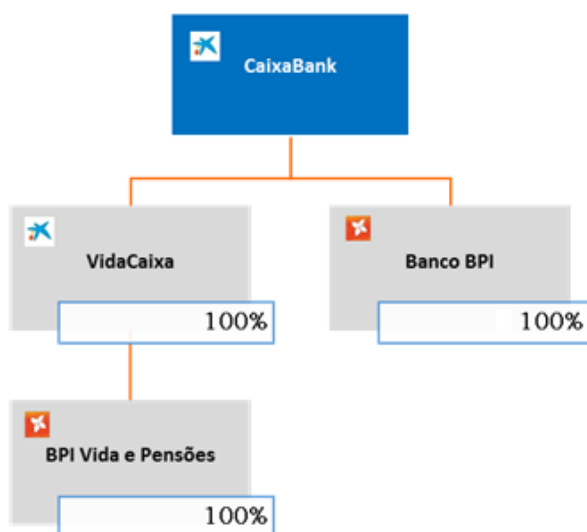 CaixaBank
VidaCaixa
100%
Banco BPI
100%
BPI Vida e Pensões
100%